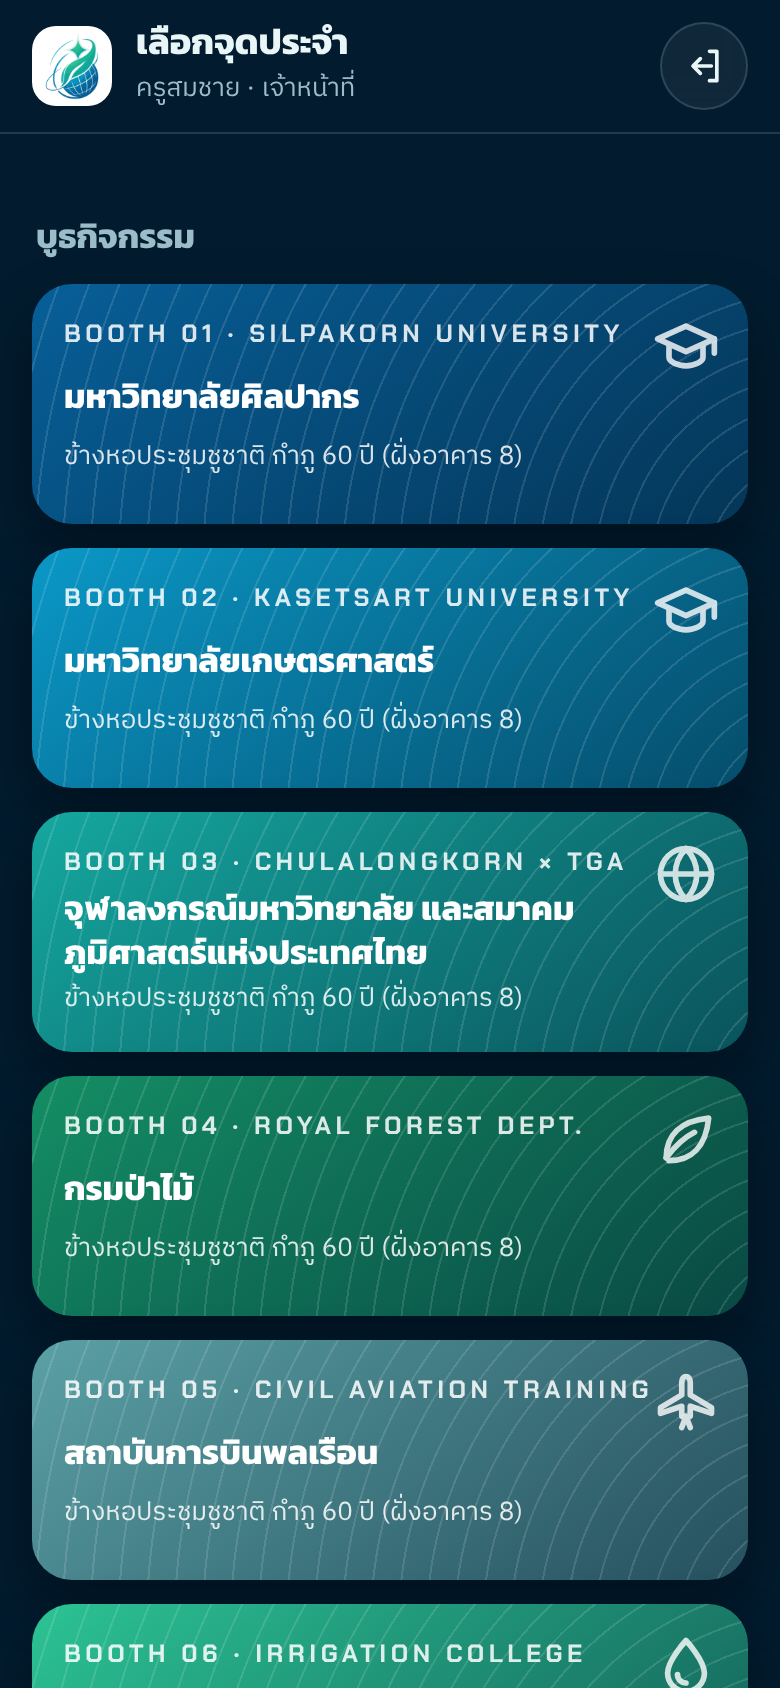 เลือกจุดประจำ
ครูสมชาย · เจ้าหน้าที่
บูธกิจกรรม
BOOTH 01 · SILPAKORN UNIVERSITY
มหาวิทยาลัยศิลปากร
ข้างหอประชุมชูชาติ กำภู 60 ปี (ฝั่งอาคาร 8)
BOOTH 02 · KASETSART UNIVERSITY
มหาวิทยาลัยเกษตรศาสตร์
ข้างหอประชุมชูชาติ กำภู 60 ปี (ฝั่งอาคาร 8)
BOOTH 03 · CHULALONGKORN × TGA
จุฬาลงกรณ์มหาวิทยาลัย และสมาคม
ภูมิศาสตร์แห่งประเทศไทย
ข้างหอประชุมชูชาติ กำภู 60 ปี (ฝั่งอาคาร 8)
BOOTH 04 · ROYAL FOREST DEPT.
กรมป่าไม้
ข้างหอประชุมชูชาติ กำภู 60 ปี (ฝั่งอาคาร 8)
BOOTH 05 · CIVIL AVIATION TRAINING
สถาบันการบินพลเรือน
ข้างหอประชุมชูชาติ กำภู 60 ปี (ฝั่งอาคาร 8)
BOOTH 06 · IRRIGATION COLLEGE